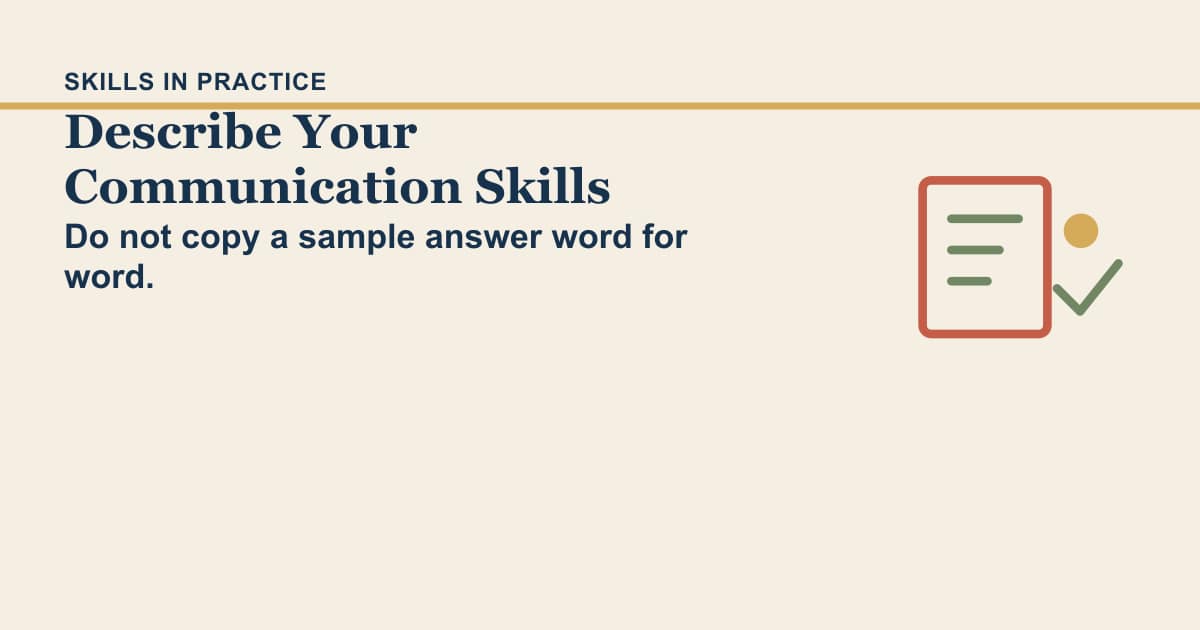 SKILLS IN PRACTICE
Describe Your
Communication Skills
Do not copy a sample answer word for
word.